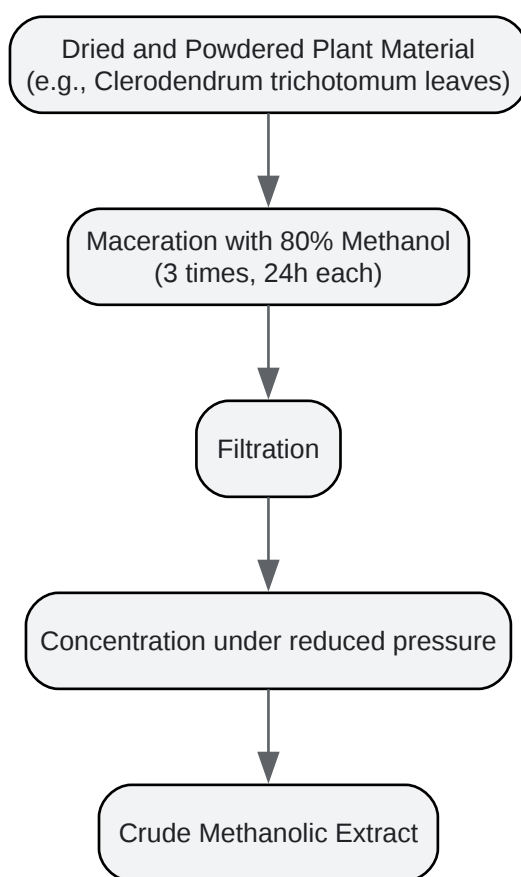 Dried and Powdered Plant Material
(e.g., Clerodendrum trichotomum leaves)
Maceration with 80% Methanol
(3 times, 24h each)
Filtration
Concentration under reduced pressure
Crude Methanolic Extract